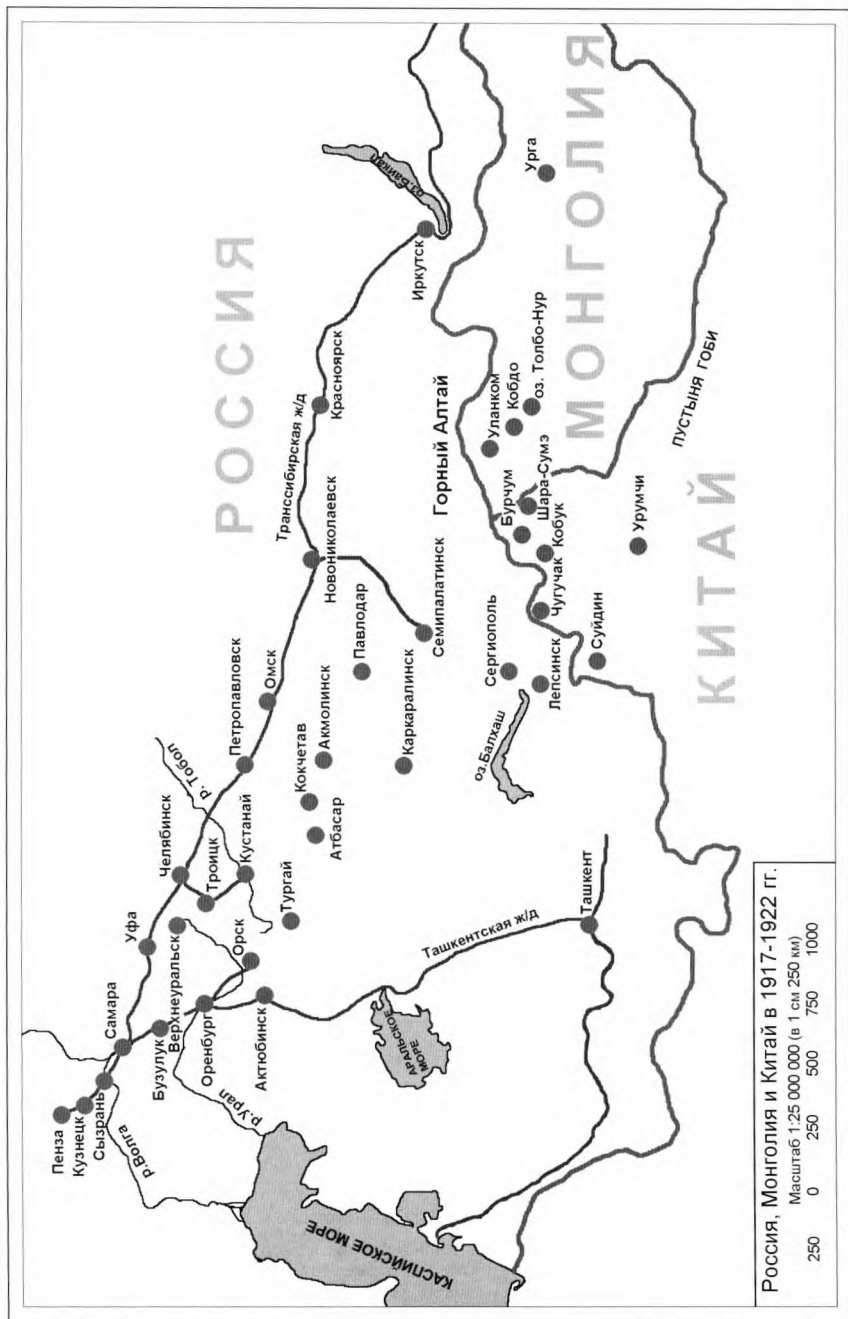 РОССИЯ
МОНГОЛИЯ
КИТАЙ
Пенза
Кузнецк
Сызрань
Самара
Бузулук
Уфа
Верхнеуральск
Оренбург
Орск
Актюбинск
Челябинск
Троицк
Кустанай
Тургай
р.Волга
р.Урал
р. Тобол
Петропавловск
Омск
Кокчетав
Атбасар
Акмолинск
Павлодар
Каркаралинск
Новониколаевск
Семипалатинск
Транссибирская ж/д
Красноярск
Иркутск
оз.Байкал
Горный Алтай
Сергиополь
Лепсинск
оз.Балхаш
Чугучак
Кобук
Бурчум
Шара-Сумэ
Уланком
Кобдо
оз. Толбо-Нур
Урга
ПУСТЫНЯ ГОБИ
Урумчи
Суйдин
Ташкентская ж/д
Ташкент
АРАЛЬСКОЕ
МОРЕ
КАСПИЙСКОЕ МОРЕ
Россия, Монголия и Китай в 1917-1922 гг.
Масштаб 1:25 000 000 (в 1 см 250 км)
250 0 250 500 750 1000